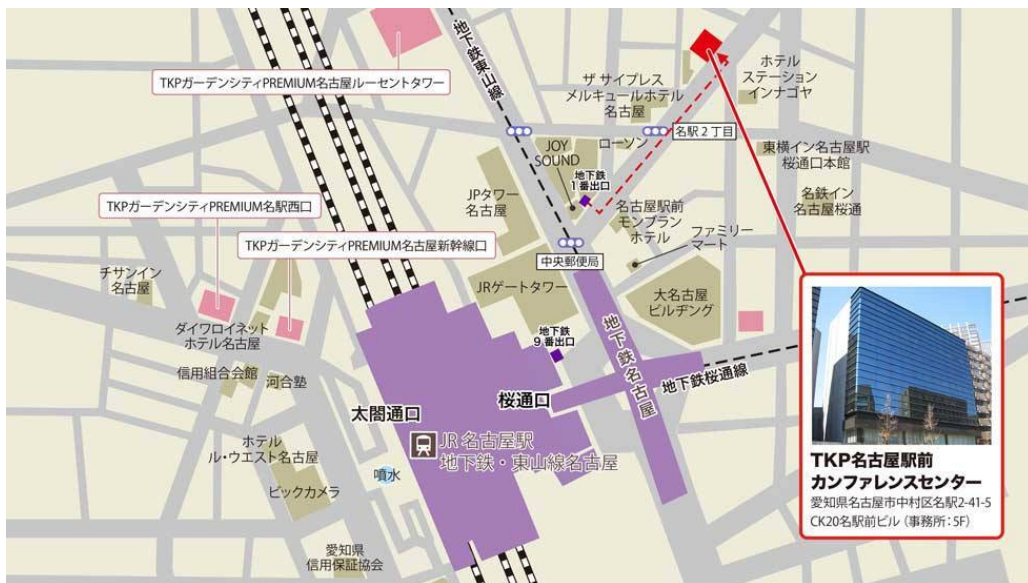 TKPガーデンシティPREMIUM名古屋ルーセントタワー
地下鉄東山線
ザ サイプレス
メルキュールホテル
名古屋
ホテル
ステーション
インナゴヤ
名駅2丁目
JOY
SOUND
ローソン
東横イン名古屋駅
桜通口本館
地下鉄
1番出口
JPタワー
名古屋
名鉄イン
名古屋桜通
TKPガーデンシティPREMIUM名駅西口
名古屋駅前
モンブラン
ホテル
ファミリー
マート
TKPガーデンシティPREMIUM名古屋新幹線口
中央郵便局
チサンイン
名古屋
JRゲートタワー
大名古屋
ビルヂング
ダイワロイネット
ホテル名古屋
地下鉄
9番出口
地下鉄名古屋
信用組合会館
河合塾
地下鉄桜通線
桜通口
太閤通口
JR 名古屋駅
地下鉄・東山線名古屋
ホテル
ル・ウエスト名古屋
噴水
ビックカメラ
愛知県
信用保証協会
TKP名古屋駅前
カンファレンスセンター
愛知県名古屋市中村区名駅2-41-5
CK20名駅前ビル（事務所：5F）